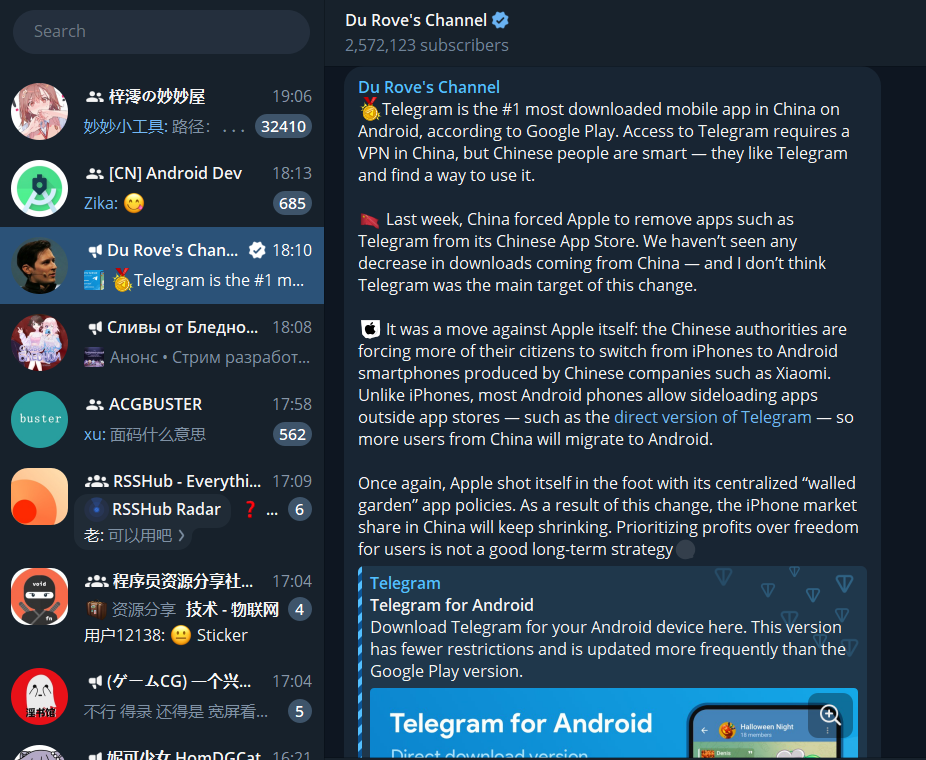 Search
梓澪の妙妙屋 19:06
妙妙小工具: 路径： ... 32410
[CN] Android Dev 18:13
Zika: 😋 685
Du Rove's Chan... 18:10
🥇Telegram is the #1 m...
Сливы от Бледно... 18:08
Анонс • Стрим разработ...
buster
ACGBUSTER 17:58
xu: 面码什么意思 562
RSSHub - Everythi... 17:09
RSSHub Radar ❓ ... 6
老: 可以用吧
void
fn
程序员资源分享社... 17:04
资源分享 技术 - 物联网 4
用户12138: 😐 Sticker
淫书馆
(ゲームCG) 一个兴... 17:04
不行 得录 还得是 宽屏看... 5
妮可少女 HomDGCat... 16:21
Du Rove's Channel
2,572,123 subscribers
Du Rove's Channel
🥇Telegram is the #1 most downloaded mobile app in China on
Android, according to Google Play. Access to Telegram requires a
VPN in China, but Chinese people are smart — they like Telegram
and find a way to use it.
🇨🇳 Last week, China forced Apple to remove apps such as
Telegram from its Chinese App Store. We haven’t seen any
decrease in downloads coming from China — and I don’t think
Telegram was the main target of this change.
It was a move against Apple itself: the Chinese authorities are
forcing more of their citizens to switch from iPhones to Android
smartphones produced by Chinese companies such as Xiaomi.
Unlike iPhones, most Android phones allow sideloading apps
outside app stores — such as the direct version of Telegram — so
more users from China will migrate to Android.
Once again, Apple shot itself in the foot with its centralized “walled
garden” app policies. As a result of this change, the iPhone market
share in China will keep shrinking. Prioritizing profits over freedom
for users is not a good long-term strategy
Telegram
Telegram for Android
Download Telegram for your Android device here. This version
has fewer restrictions and is updated more frequently than the
Google Play version.
Telegram for Android
Direct download version
Halloween Night
18 members
Denis